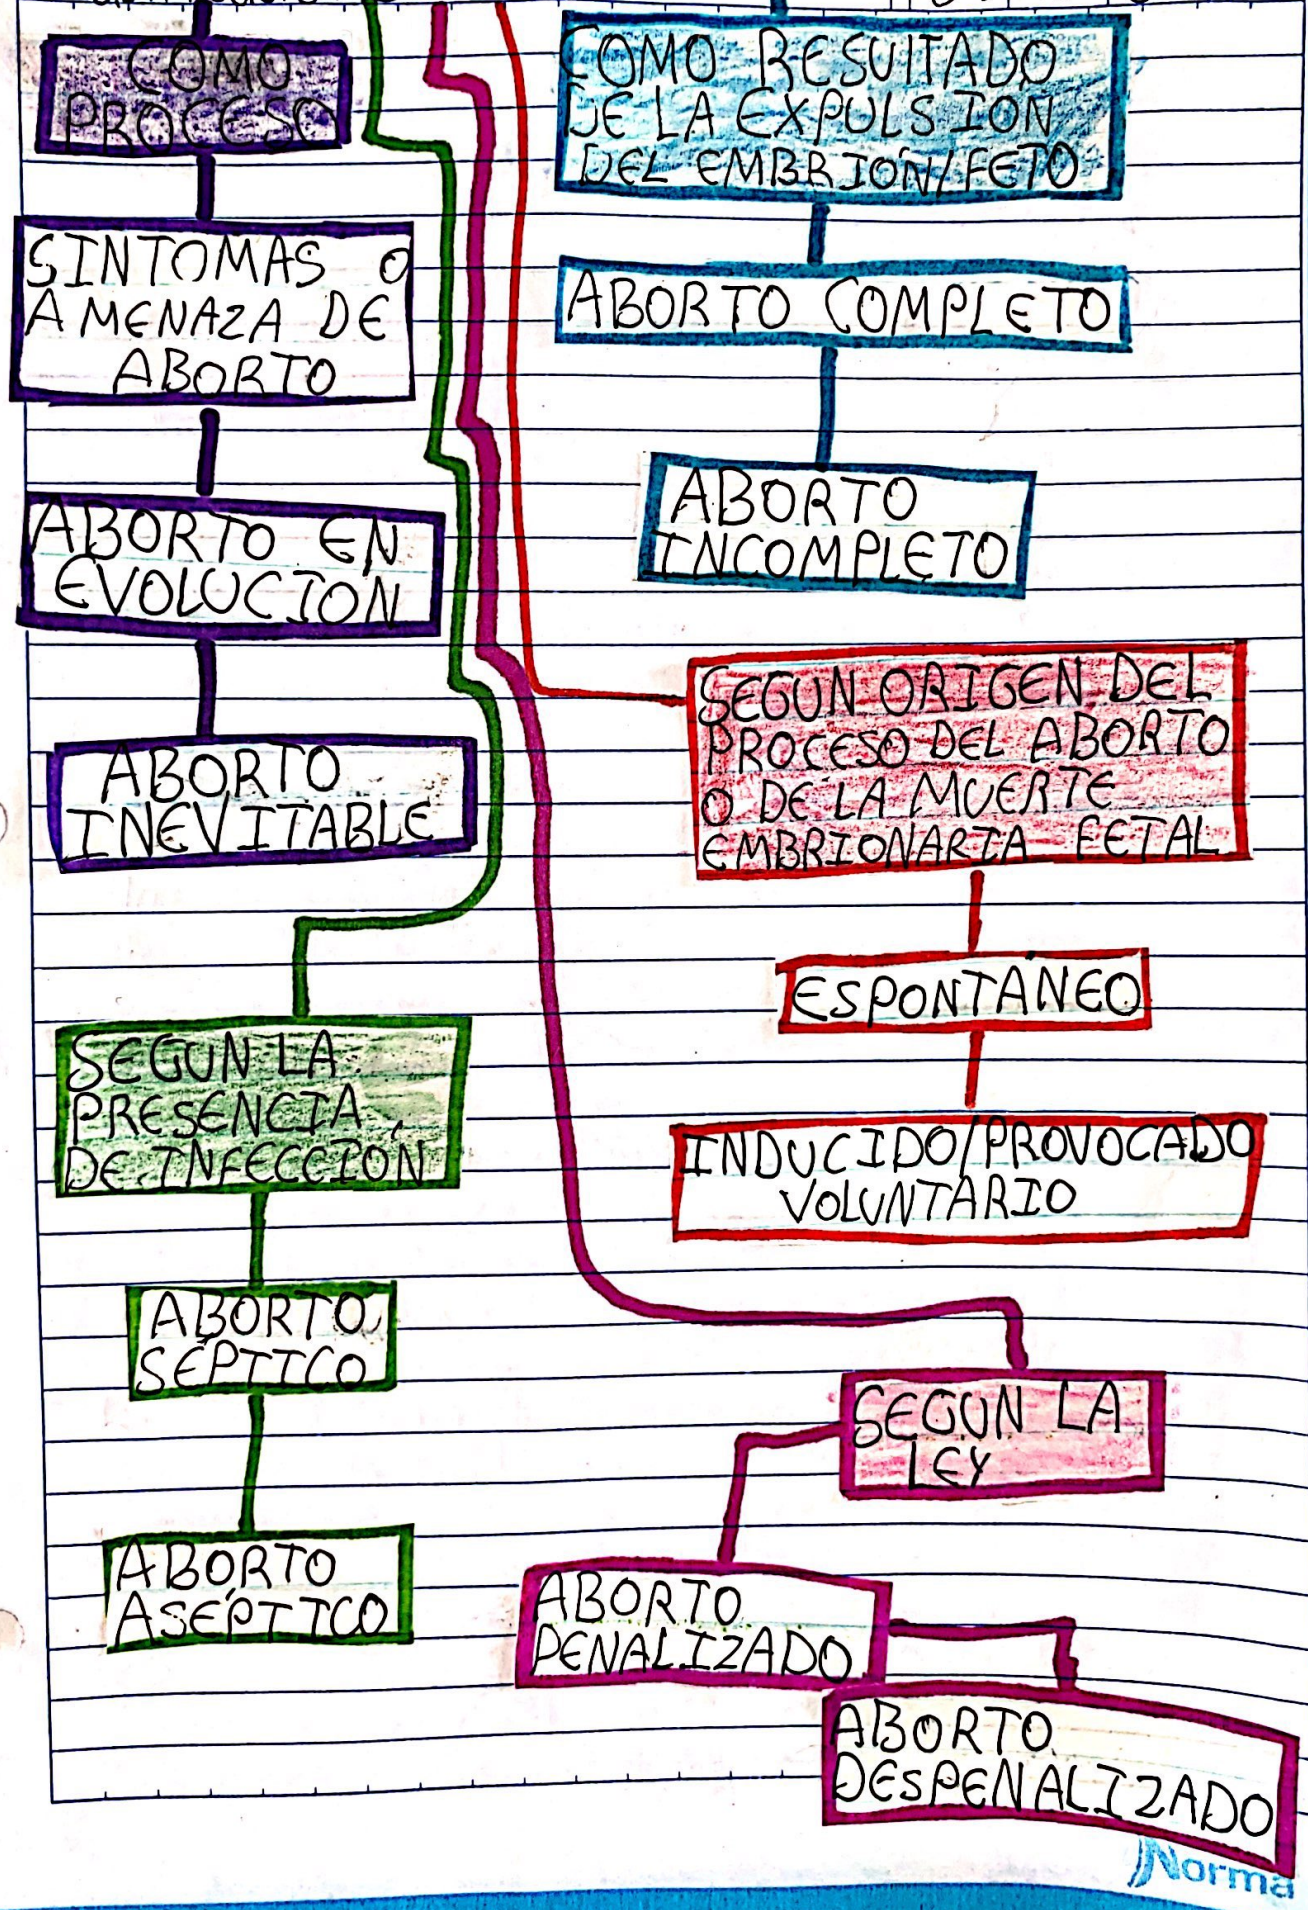 COMO
PROCESO
SINTOMAS O
AMENAZA DE
ABORTO
ABORTO EN
EVOLUCION
ABORTO
INEVITABLE
COMO RESULTADO
DE LA EXPULSION
DEL EMBRIÓN/FETO
ABORTO COMPLETO
ABORTO
INCOMPLETO
SEGUN ORIGEN DEL
PROCESO DEL ABORTO
O DE LA MUERTE
EMBRIONARIA FETAL
ESPONTÁNEO
INDUCIDO/PROVOCADO
VOLUNTARIO
SEGUN LA
PRESENCIA
DE INFECCIÓN
ABORTO
SÉPTICO
ABORTO
ASÉPTICO
SEGUN LA
LEY
ABORTO
PENALIZADO
ABORTO
DESPENALIZADO
Norma